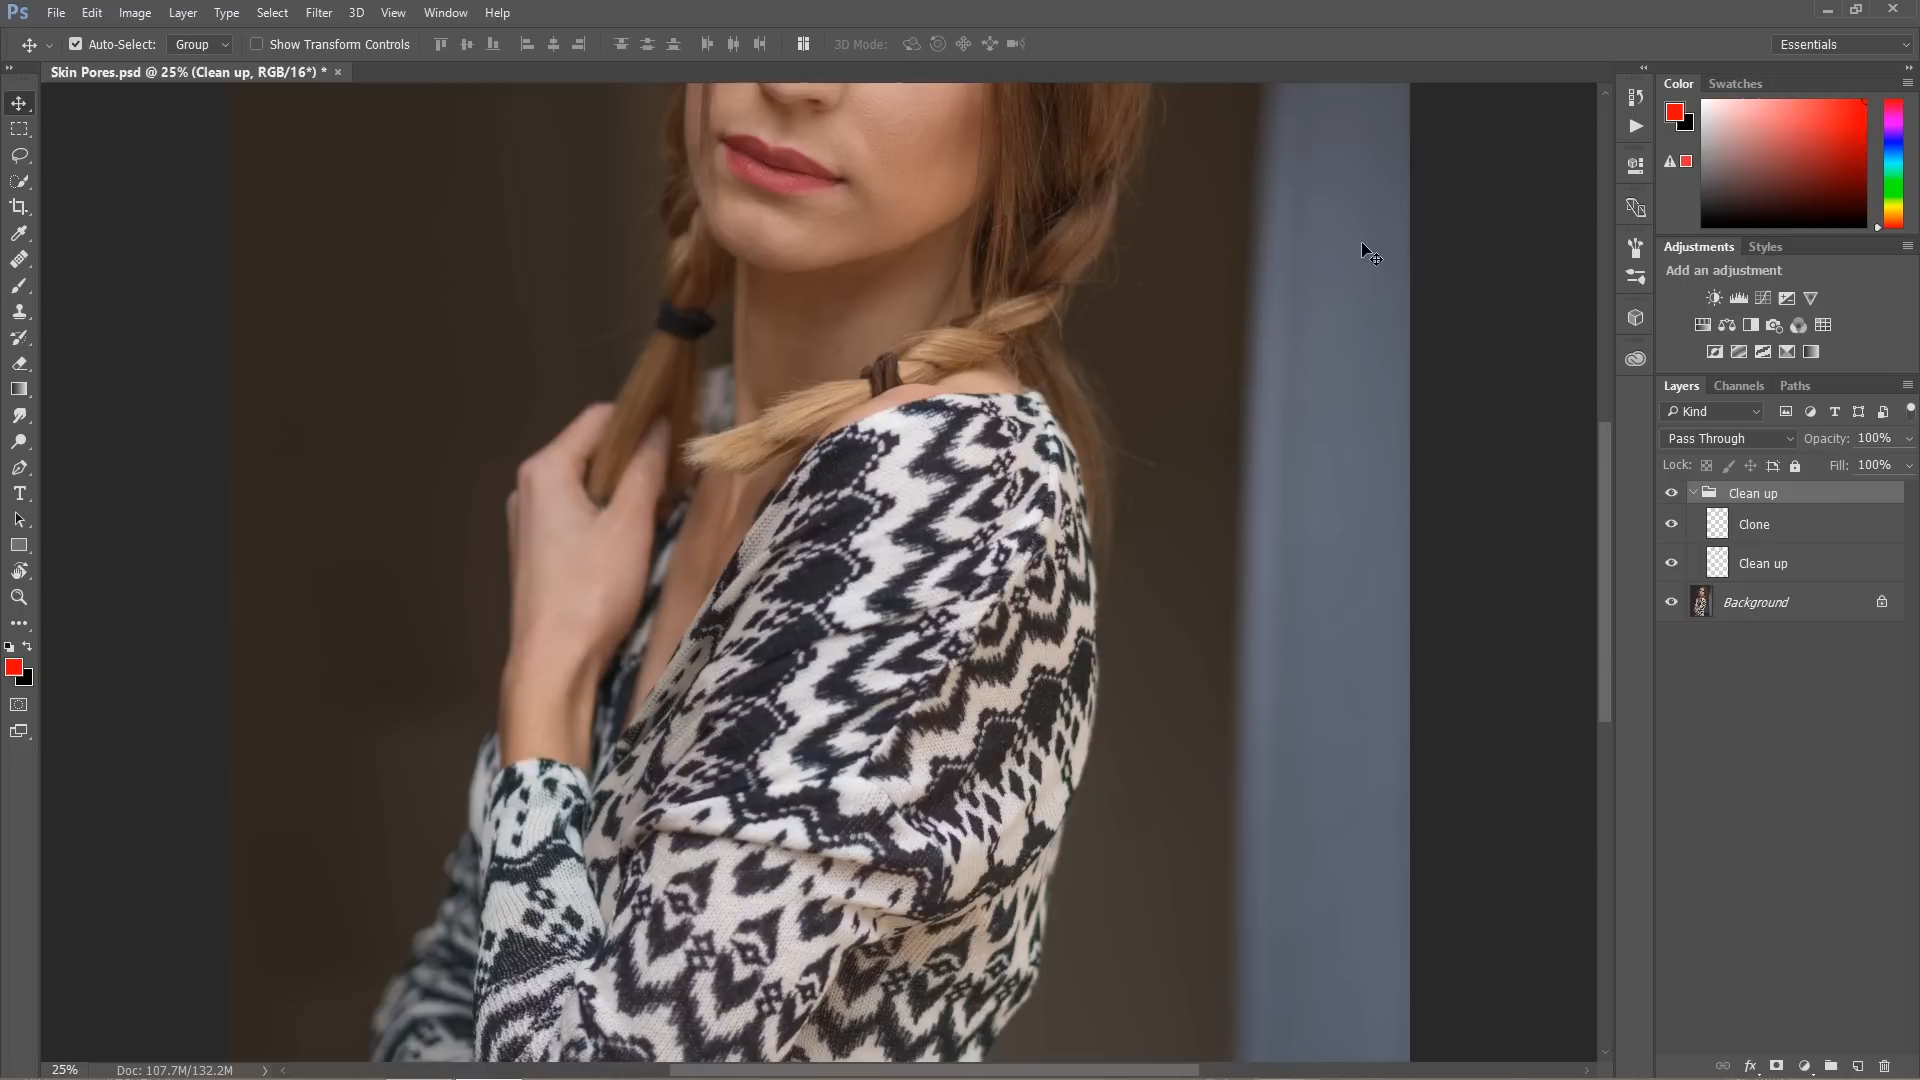 Ps File Edit Image Layer Type Select Filter 3D View Window Help
Auto-Select: Group Show Transform Controls 3D Mode: Essentials
Skin Pores.psd @ 25% (Clean up, RGB/16*) * ×
Color Swatches
Adjustments Styles
Add an adjustment
Layers Channels Paths
Kind
Pass Through Opacity: 100%
Lock: Fill: 100%
Clean up
Clone
Clean up
Background
25% Doc: 107.7M/132.2M